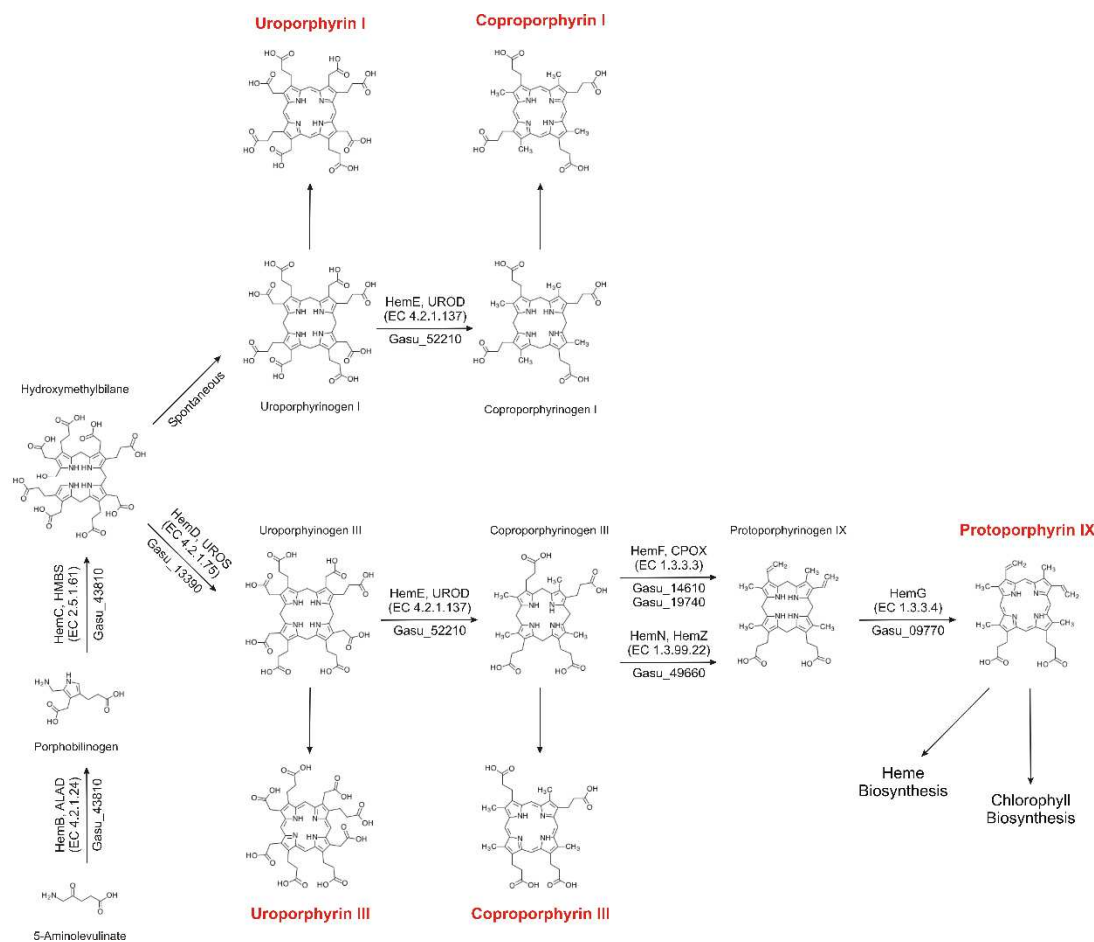 Uroporphyrin I
Coproporphyrin I
HemE, UROD
(EC 4.2.1.137)
Gasu_52210
Uroporphyrinogen I
Coproporphyrinogen I
Spontaneous
Hydroxymethylbilane
HemD, UROS
(EC 4.2.1.75)
Gasu_13390
Uroporphyinogen III
Coproporphyrinogen III
Protoporphyrinogen IX
Protoporphyrin IX
HemE, UROD
(EC 4.2.1.137)
Gasu_52210
HemF, CPOX
(EC 1.3.3.3)
Gasu_14610
Gasu_19740
HemN, HemZ
(EC 1.3.99.22)
Gasu_49660
HemG
(EC 1.3.3.4)
Gasu_09770
HemC, HMBS
(EC 2.5.1.61)
Gasu_43810
Porphobilinogen
HemB, ALAD
(EC 4.2.1.24)
Gasu_43810
5-Aminolevulinate
Uroporphyrin III
Coproporphyrin III
Heme
Biosynthesis
Chlorophyll
Biosynthesis